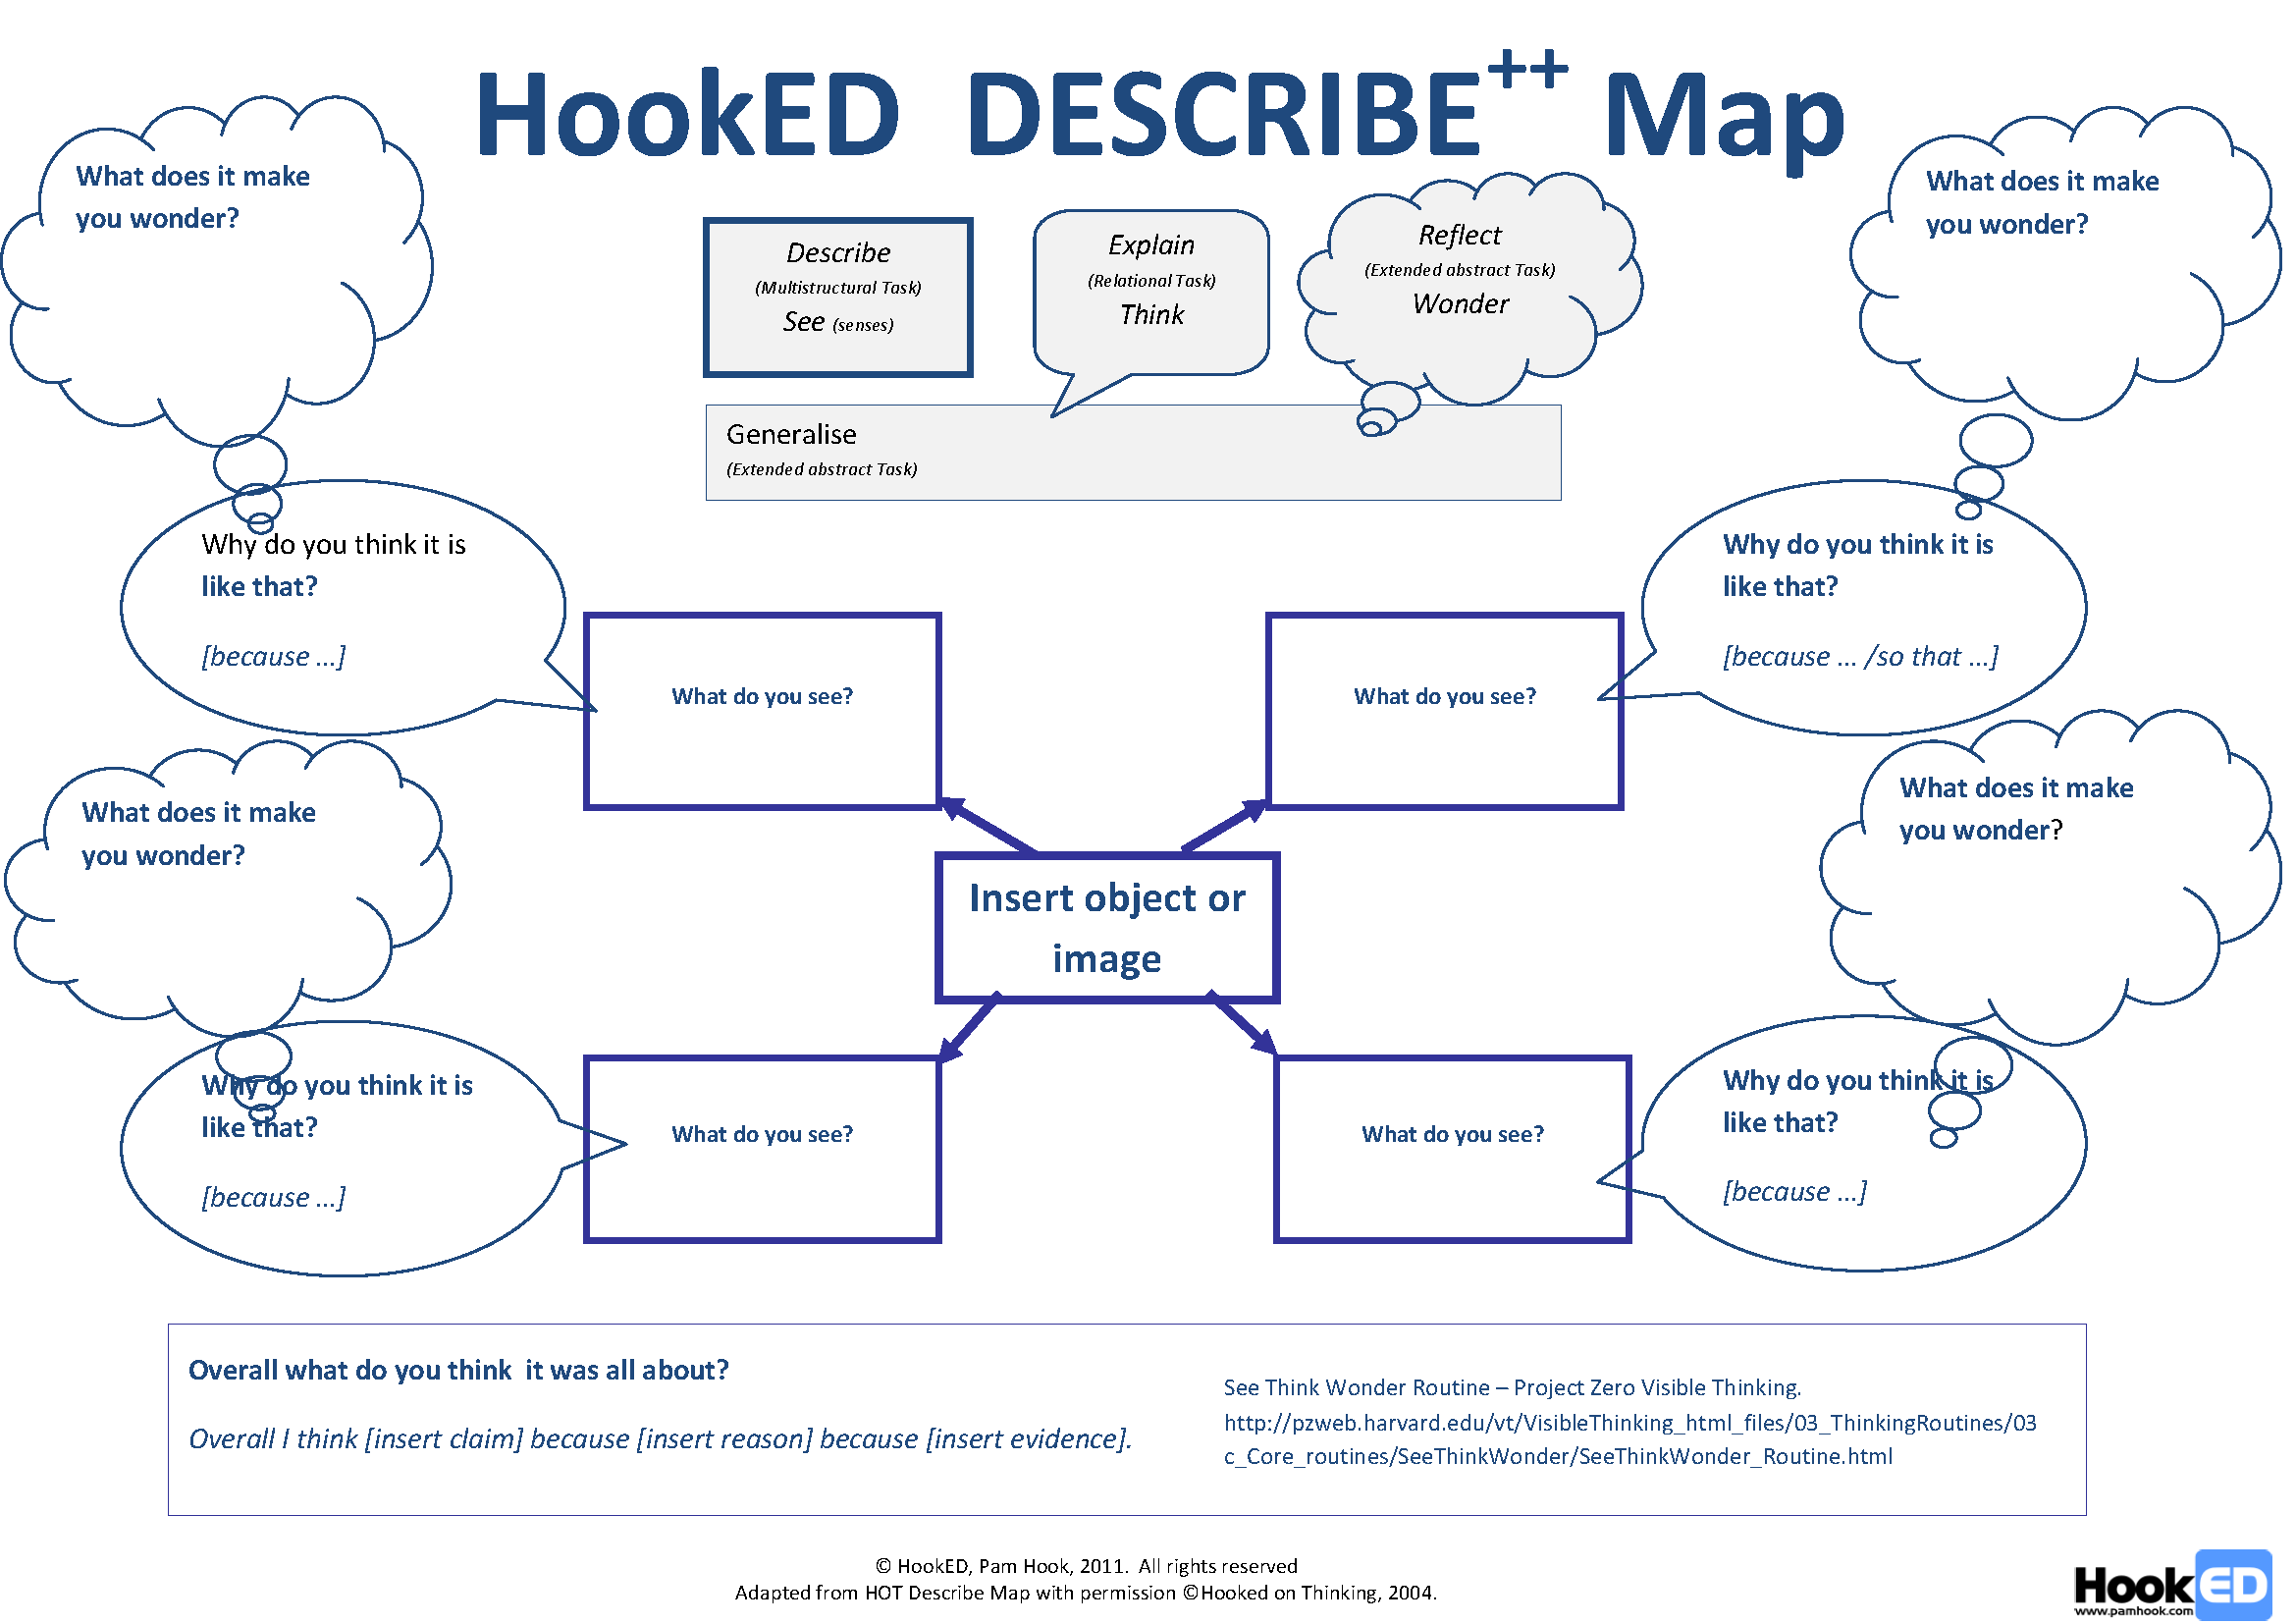 HookED DESCRIBE++ Map
What does it make
you wonder?
Describe
(Multistructural Task)
See (senses)
Explain
(Relational Task)
Think
Reflect
(Extended abstract Task)
Wonder
What does it make
you wonder?
Generalise
(Extended abstract Task)
Why do you think it is
like that?
[because ...]
What do you see?
What do you see?
Why do you think it is
like that?
[because ... /so that ...]
What does it make
you wonder?
Insert object or
image
What does it make
you wonder?
Why do you think it is
like that?
[because ...]
What do you see?
What do you see?
Why do you think it is
like that?
[because ...]
Overall what do you think it was all about?
Overall I think [insert claim] because [insert reason] because [insert evidence].
See Think Wonder Routine – Project Zero Visible Thinking.
http://pzweb.harvard.edu/vt/VisibleThinking_html_files/03_ThinkingRoutines/03
c_Core_routines/SeeThinkWonder/SeeThinkWonder_Routine.html
© HookED, Pam Hook, 2011. All rights reserved
Adapted from HOT Describe Map with permission ©Hooked on Thinking, 2004.
HookED
www.pamhook.com